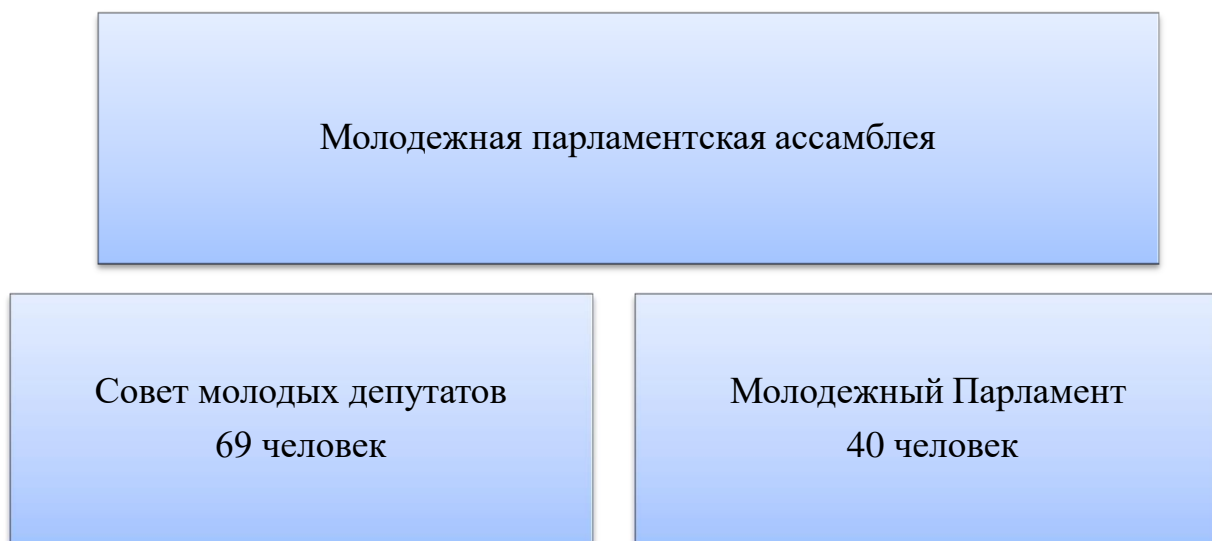 Молодежная парламентская ассамблея
Совет молодых депутатов
69 человек
Молодежный Парламент
40 человек